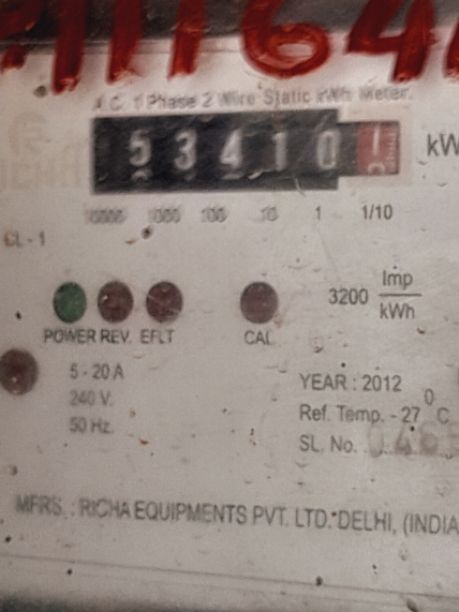 A.C. 1 Phase 2 Wire Static kWh Meter.
5 3 4 1 0 1 kW
10000 1000 100 10 1 1/10
CL - 1
3200 Imp/kWh
POWER REV. EFLT CAL
5 - 20 A
240 V.
50 Hz.
YEAR : 2012
Ref. Temp. - 27 0 C
SL. No.
MFRS. : RICHA EQUIPMENTS PVT. LTD. DELHI, (INDIA